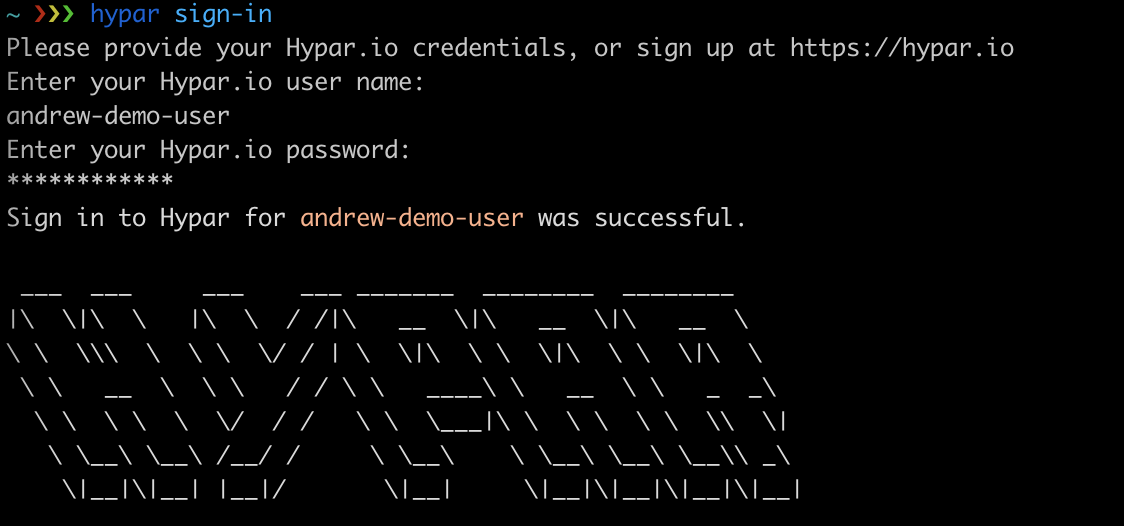 ~ ❯❯❯ hypar sign-in
Please provide your Hypar.io credentials, or sign up at https://hypar.io
Enter your Hypar.io user name:
andrew-demo-user
Enter your Hypar.io password:
************
Sign in to Hypar for andrew-demo-user was successful.
HYPAR